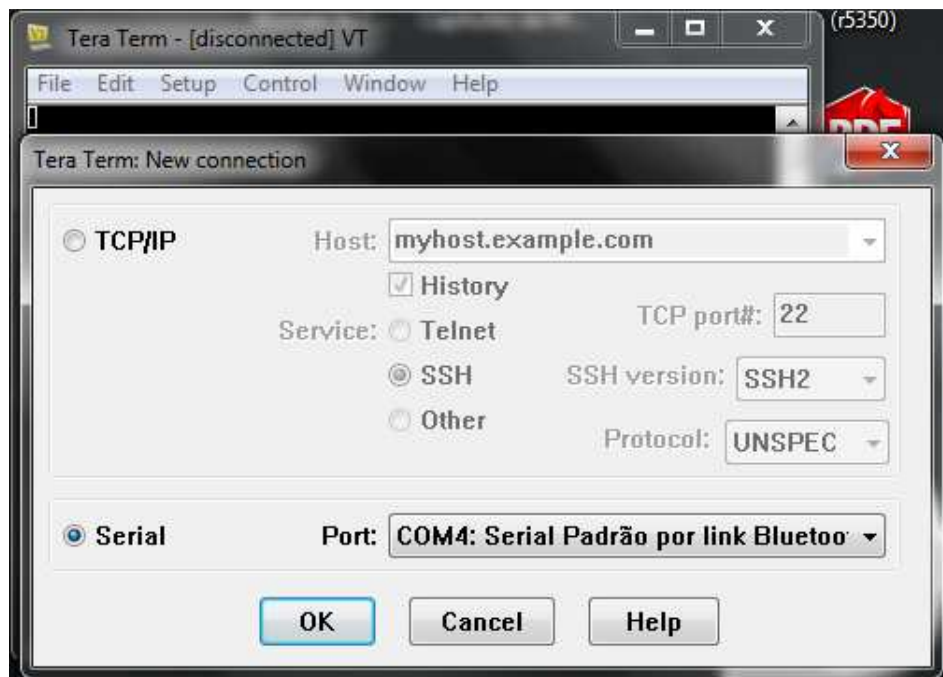 (r5350)
Tera Term - [disconnected] VT
File Edit Setup Control Window Help
PDF
Tera Term: New connection
TCP/IP Host: myhost.example.com
History
Service: Telnet TCP port#: 22
SSH SSH version: SSH2
Other Protocol: UNSPEC
Serial Port: COM4: Serial Padrão por link Bluetoo
OK Cancel Help